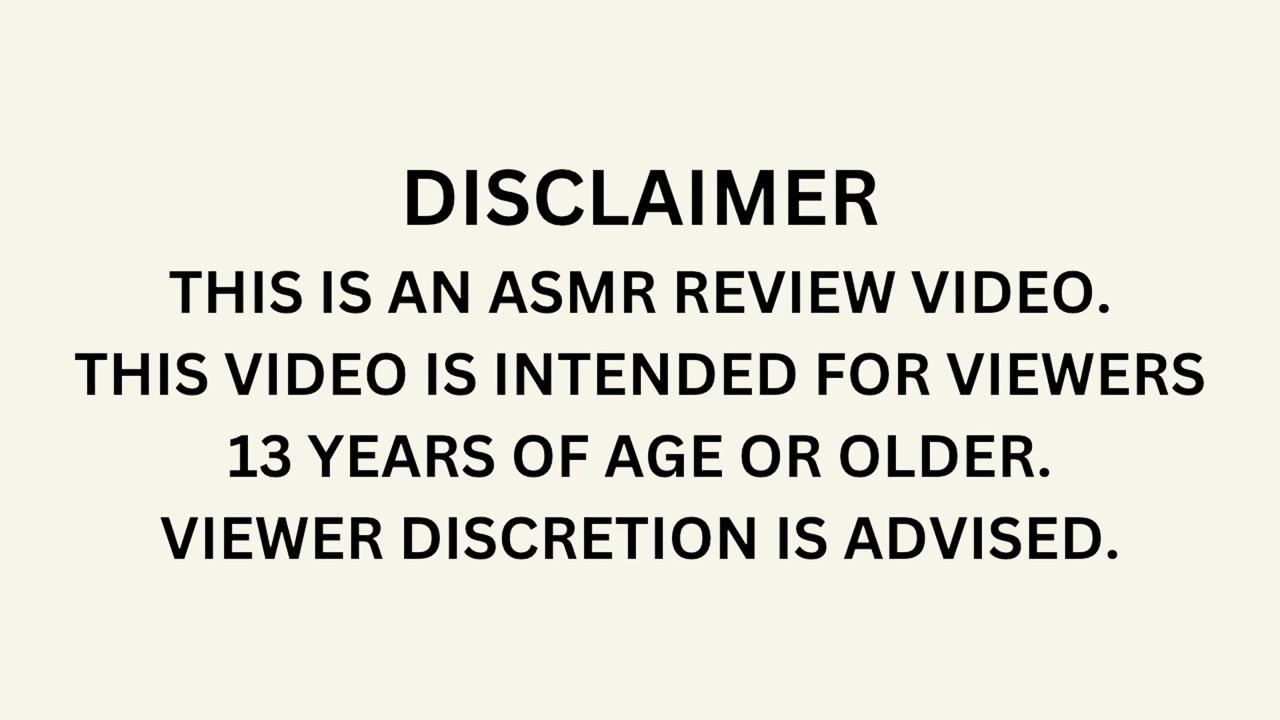 DISCLAIMER
THIS IS AN ASMR REVIEW VIDEO.
THIS VIDEO IS INTENDED FOR VIEWERS
13 YEARS OF AGE OR OLDER.
VIEWER DISCRETION IS ADVISED.